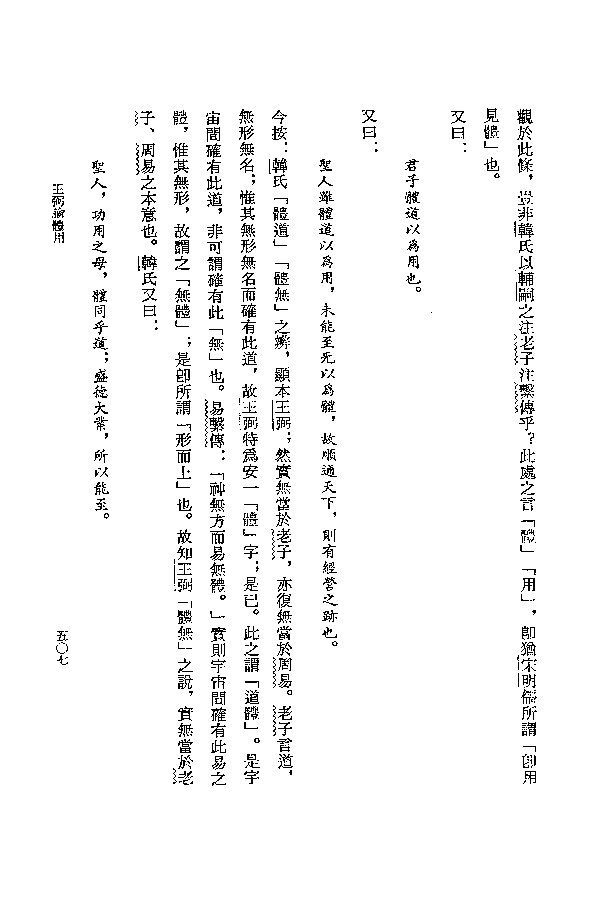 觀於此條，豈非韓氏以輔嗣之注老子注繫傳乎？此處之言「體」「用」，卽猶宋明儒所謂「卽用
見體」也。
又曰：
君子體道以為用也。
又曰：
聖人雖體道以為用，未能至无以為體，故順通天下，則有經營之跡也。
今按：韓氏「體道」「體無」之辨，顯本王弼；然實無當於老子，亦復無當於周易。老子言道，
無形無名；惟其無形無名而確有此道，故王弼特為安一「體」字；是已。此之謂「道體」。是宇
宙間確有此道，非可謂確有此「無」也。易繫傳：「神無方而易無體。」實則宇宙間確有此易之
體，惟其無形，故謂之「無體」；是卽所謂「形而上」也。故知王弼「體無」之說，實無當於老
子、周易之本意也。韓氏又曰：
聖人，功用之母，體同乎道；盛德大業，所以能至。
王弼論體用
五〇七